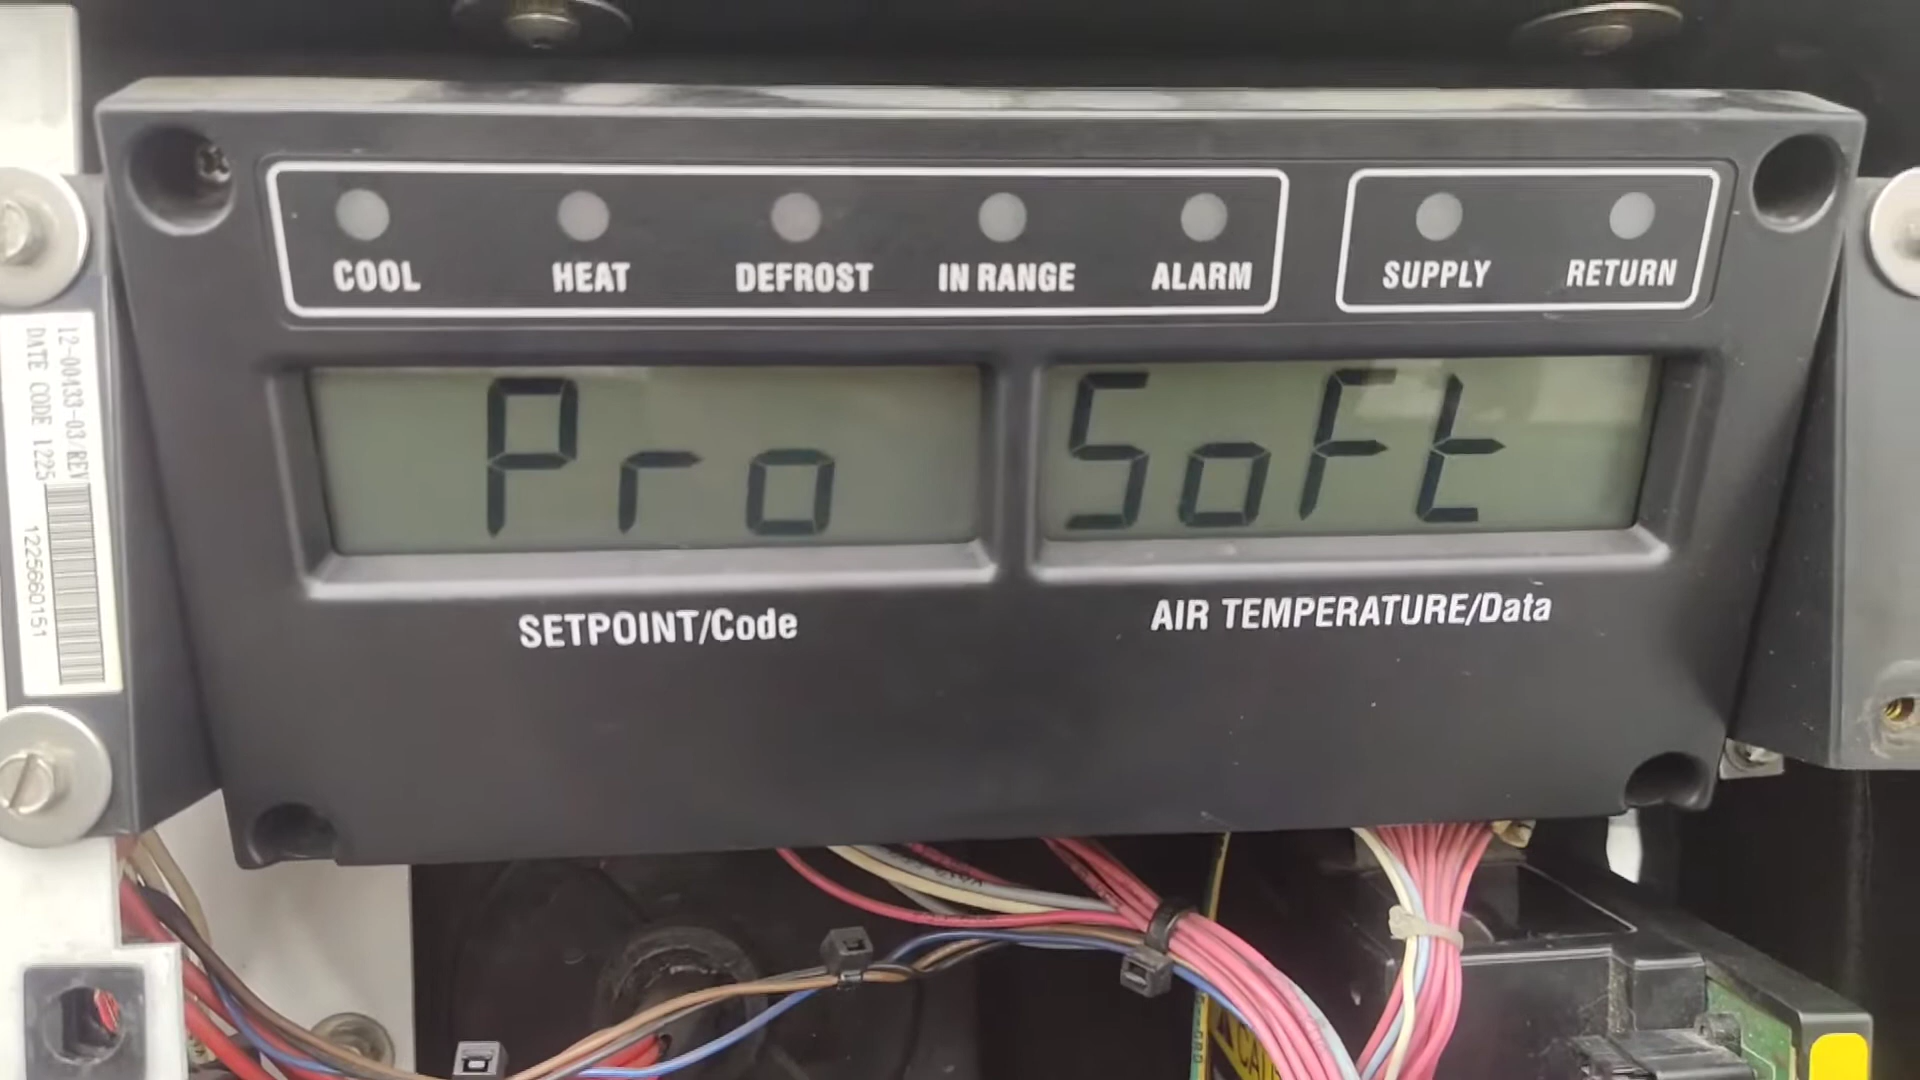 COOL HEAT DEFROST IN RANGE ALARM SUPPLY RETURN
Pro SoFt
SETPOINT/Code AIR TEMPERATURE/Data
12-00433-03/REV
DATE CODE 1225
1225660151